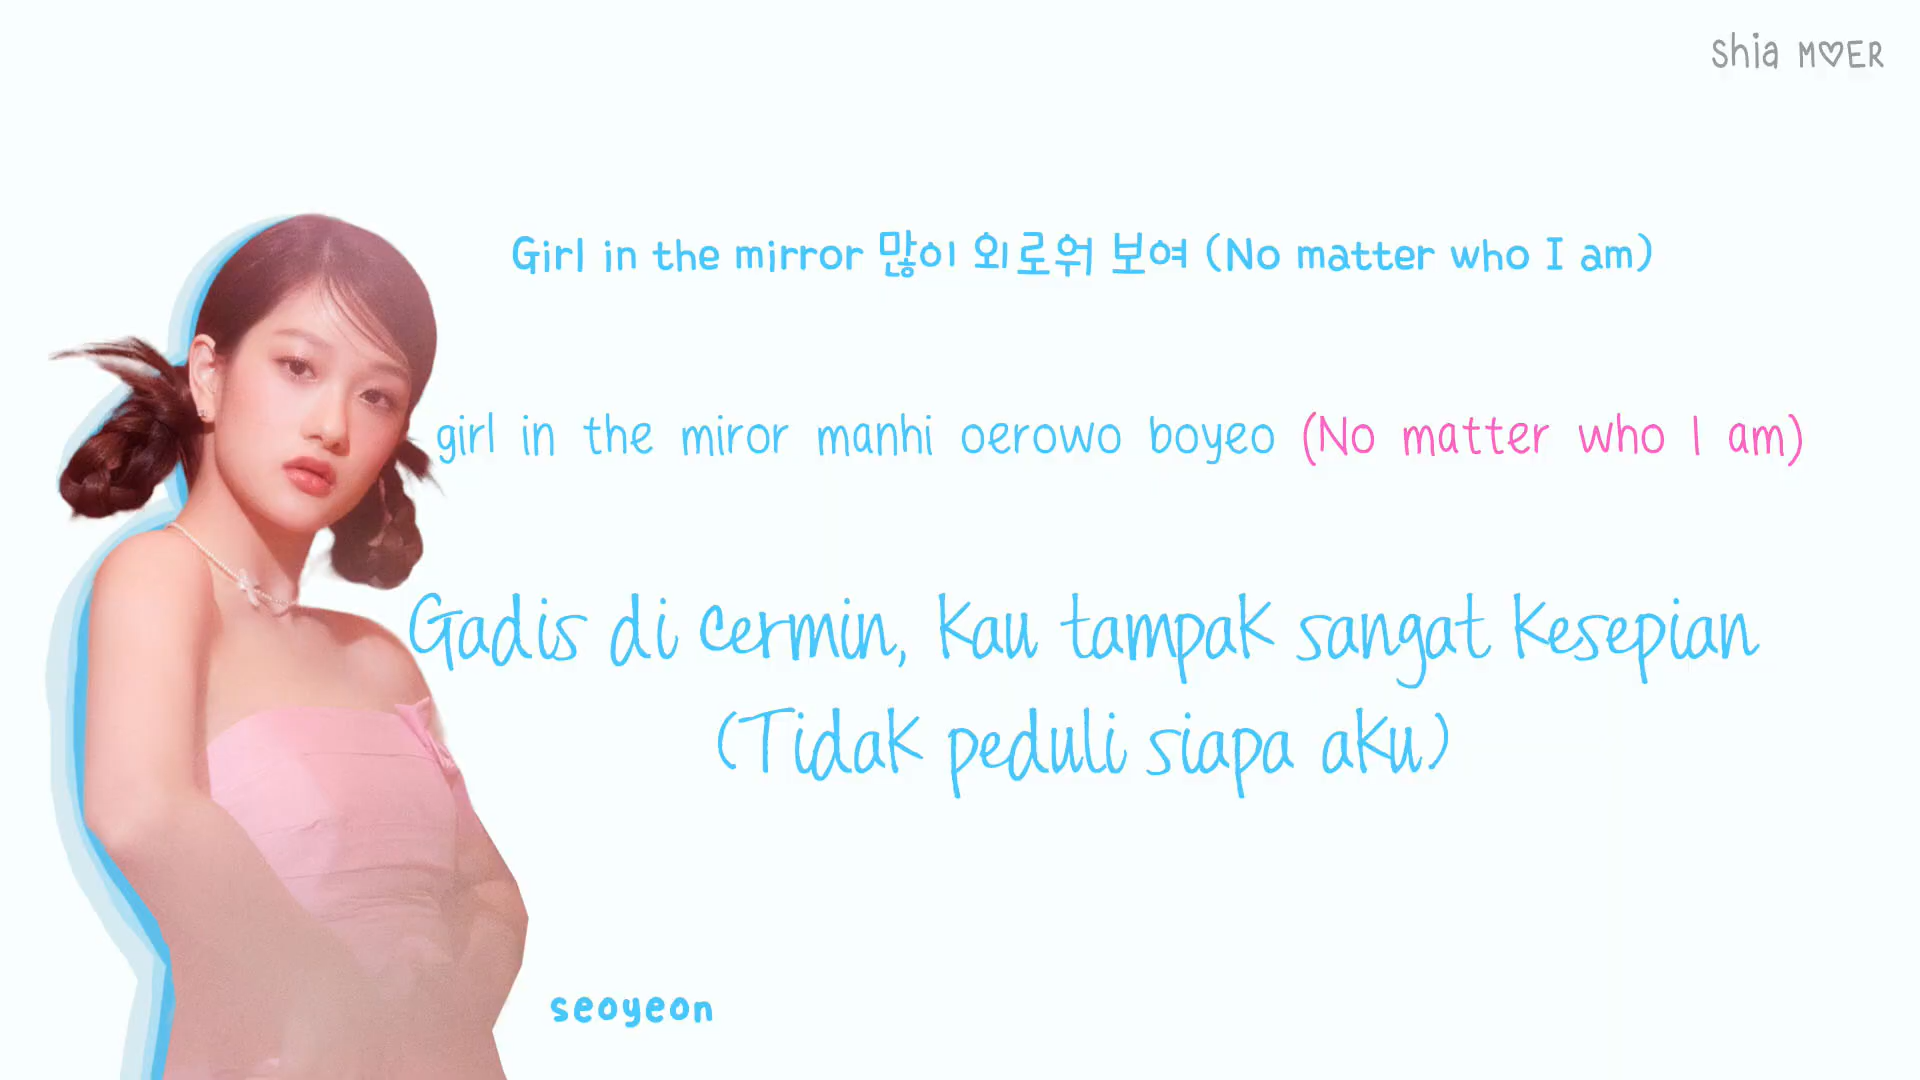 shia M♡ER
Girl in the mirror 많이 외로워 보여 (No matter who I am)
girl in the miror manhi oerowo boyeo (No matter who I am)
Gadis di cermin, kau tampak sangat kesepian
(Tidak peduli siapa aku)
seoyeon